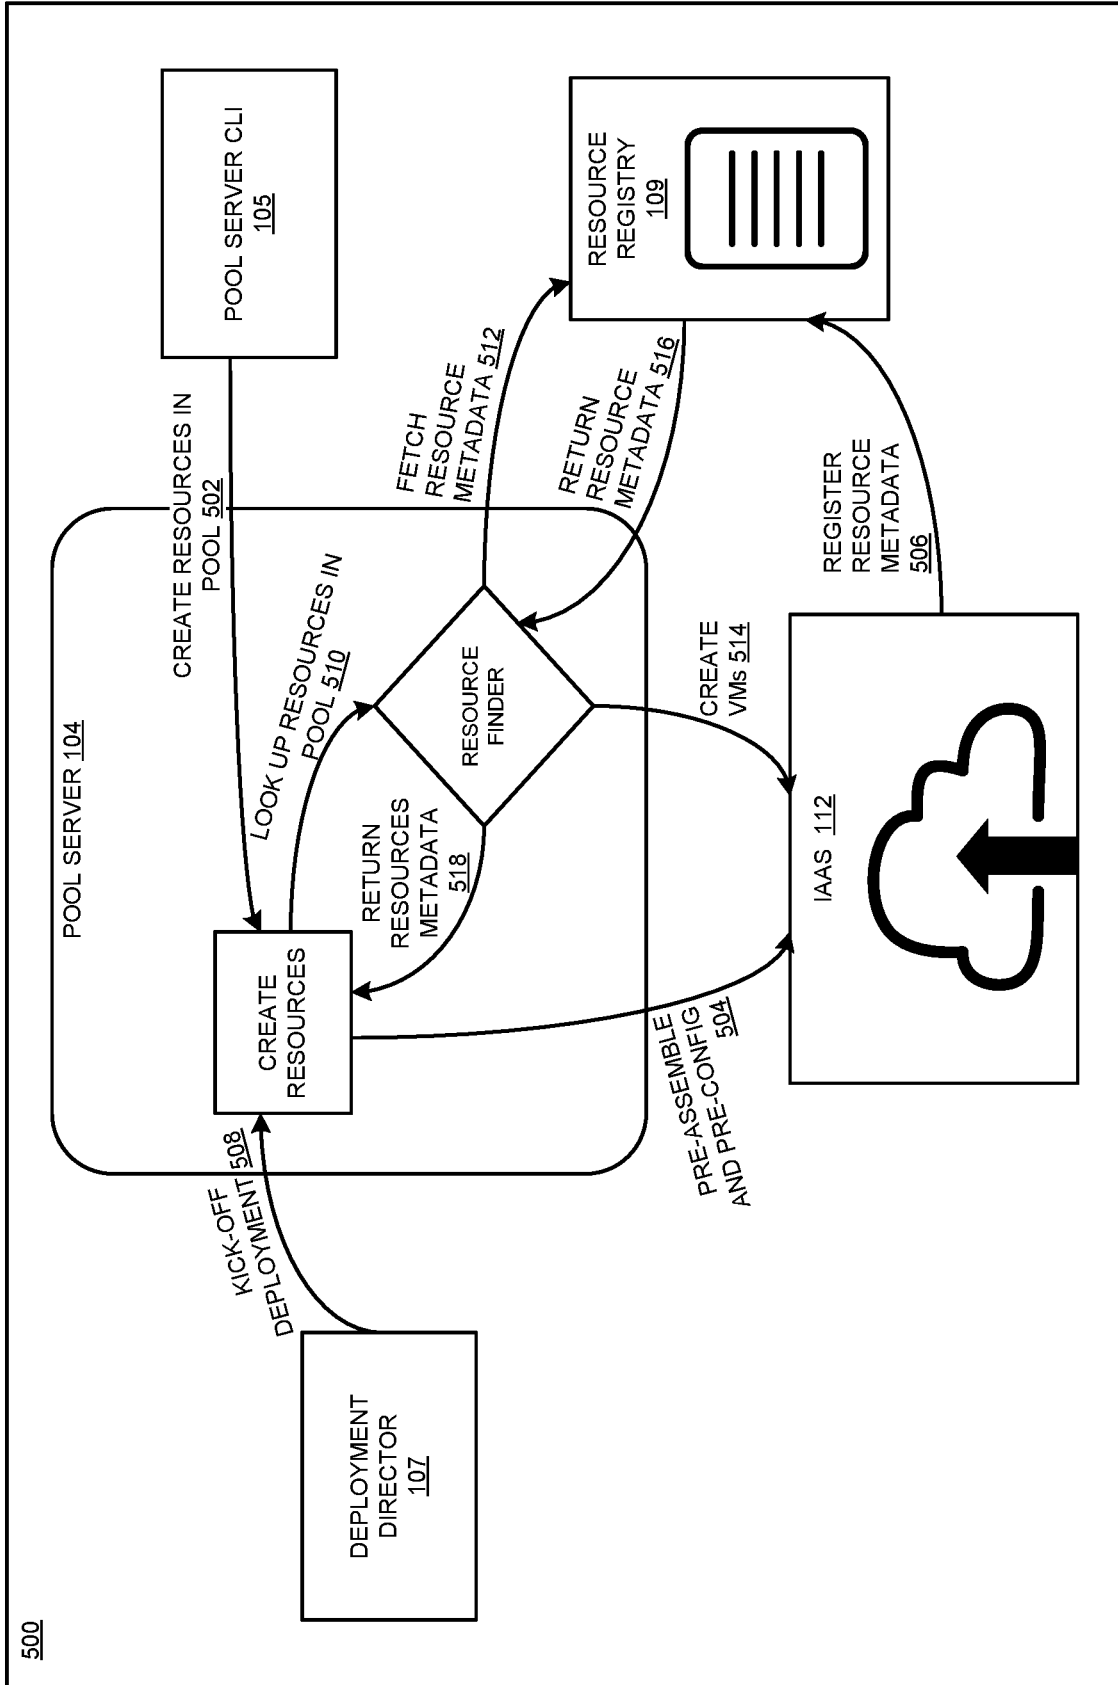 500
POOL SERVER 104
DEPLOYMENT
DIRECTOR
107
KICK-OFF
DEPLOYMENT 508
CREATE
RESOURCES
CREATE RESOURCES IN
POOL 502
POOL SERVER CLI
105
LOOK UP RESOURCES IN
POOL 510
RETURN
RESOURCES
METADATA
518
RESOURCE
FINDER
FETCH
RESOURCE
METADATA 512
RETURN
RESOURCE
METADATA 516
RESOURCE
REGISTRY
109
PRE-ASSEMBLE
AND PRE-CONFIG
504
CREATE
VMs 514
REGISTER
RESOURCE
METADATA
506
IAAS 112